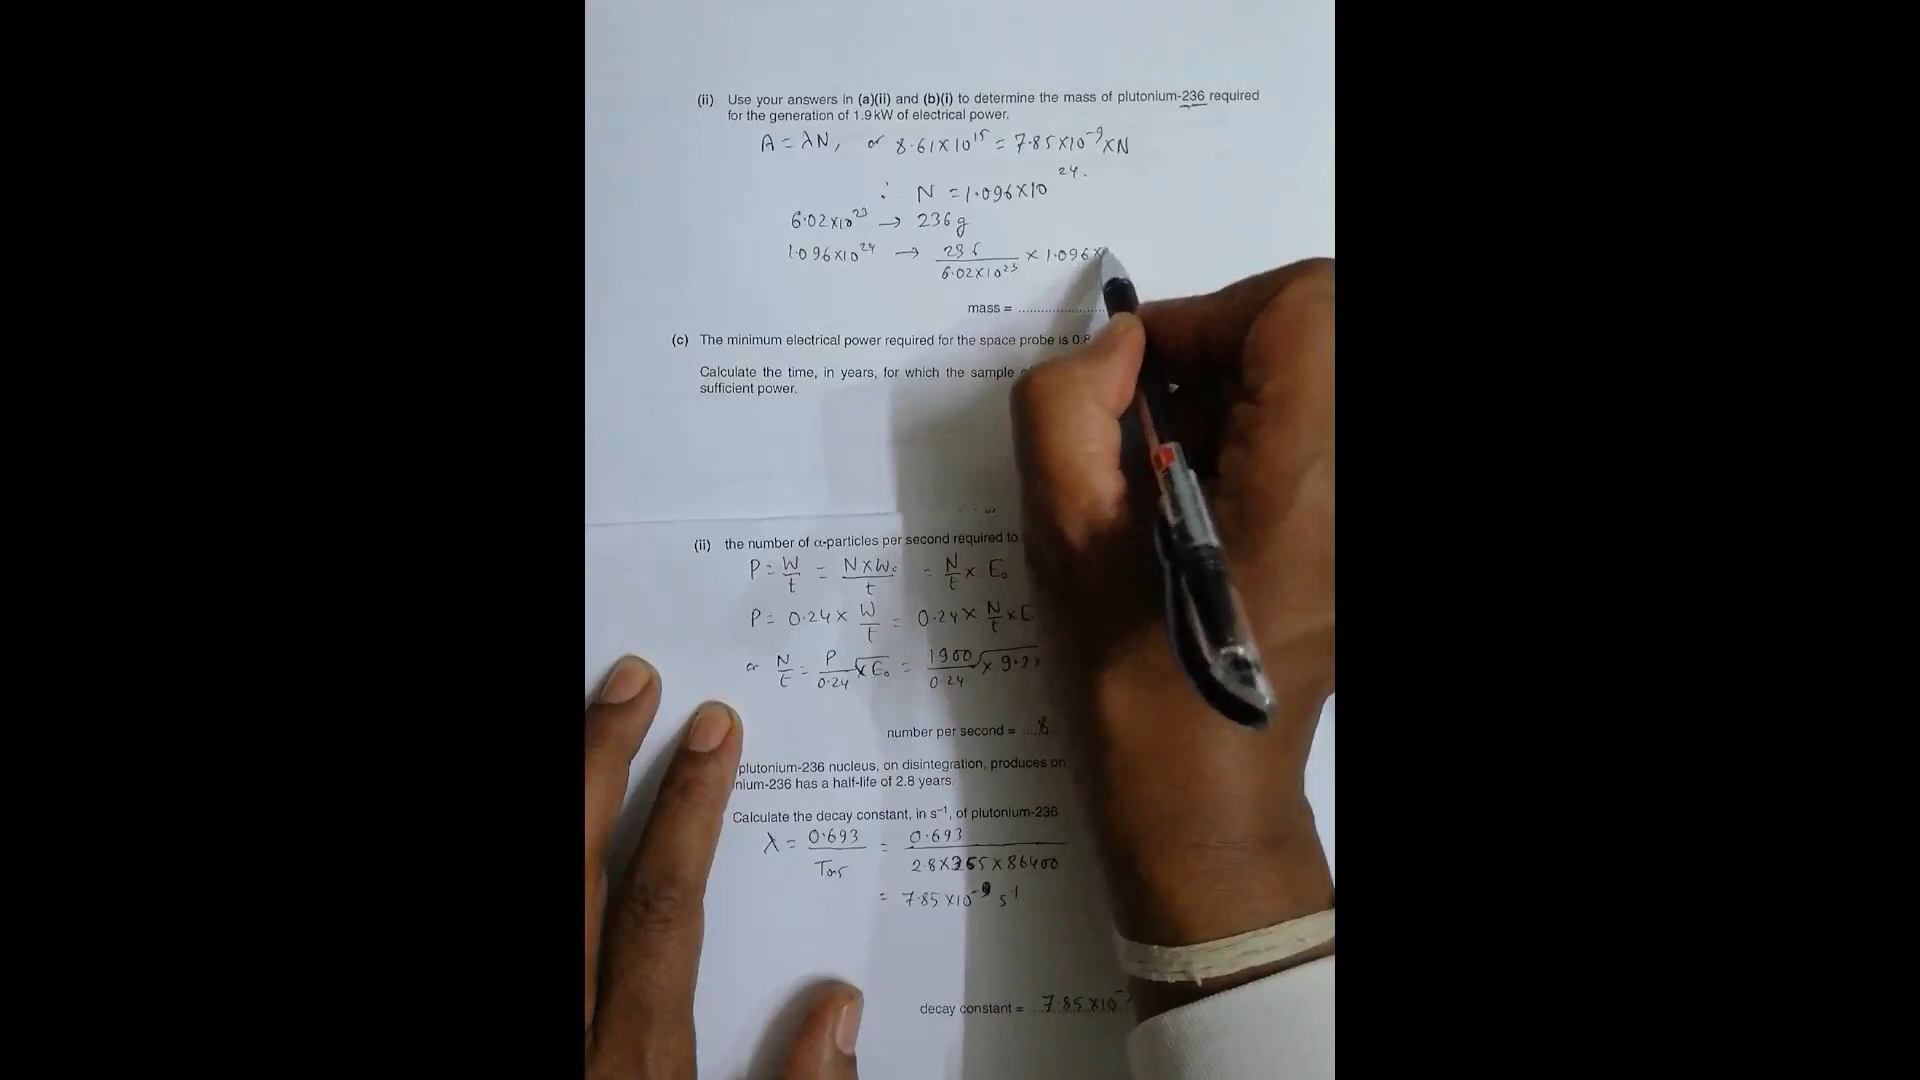 (ii) Use your answers in (a)(ii) and (b)(i) to determine the mass of plutonium-236 required
for the generation of 1.9 kW of electrical power.
A = λN, or 8.61×10¹⁵ = 7.85×10⁻⁹×N
∴ N = 1.096×10²⁴.
6.02×10²³ → 236g
1.096×10²⁴ → 236/6.02×10²³ × 1.096×
mass =
(c) The minimum electrical power required for the space probe is 0.8
Calculate the time, in years, for which the sample
sufficient power.
(ii) the number of α-particles per second required to
P = W/t = N×W₀/t = N/t × E₀
P = 0.24 × W/t = 0.24 × N/t × E
or N/t = P/0.24 × E₀ = 1900/0.24 × 9.2
number per second = 8
plutonium-236 nucleus, on disintegration, produces
nium-236 has a half-life of 2.8 years.
Calculate the decay constant, in s⁻¹, of plutonium-236
λ = 0.693/T₀.₅ = 0.693/2.8×365×86400
= 7.85×10⁻⁹ s⁻¹
decay constant = 7.85×10⁻